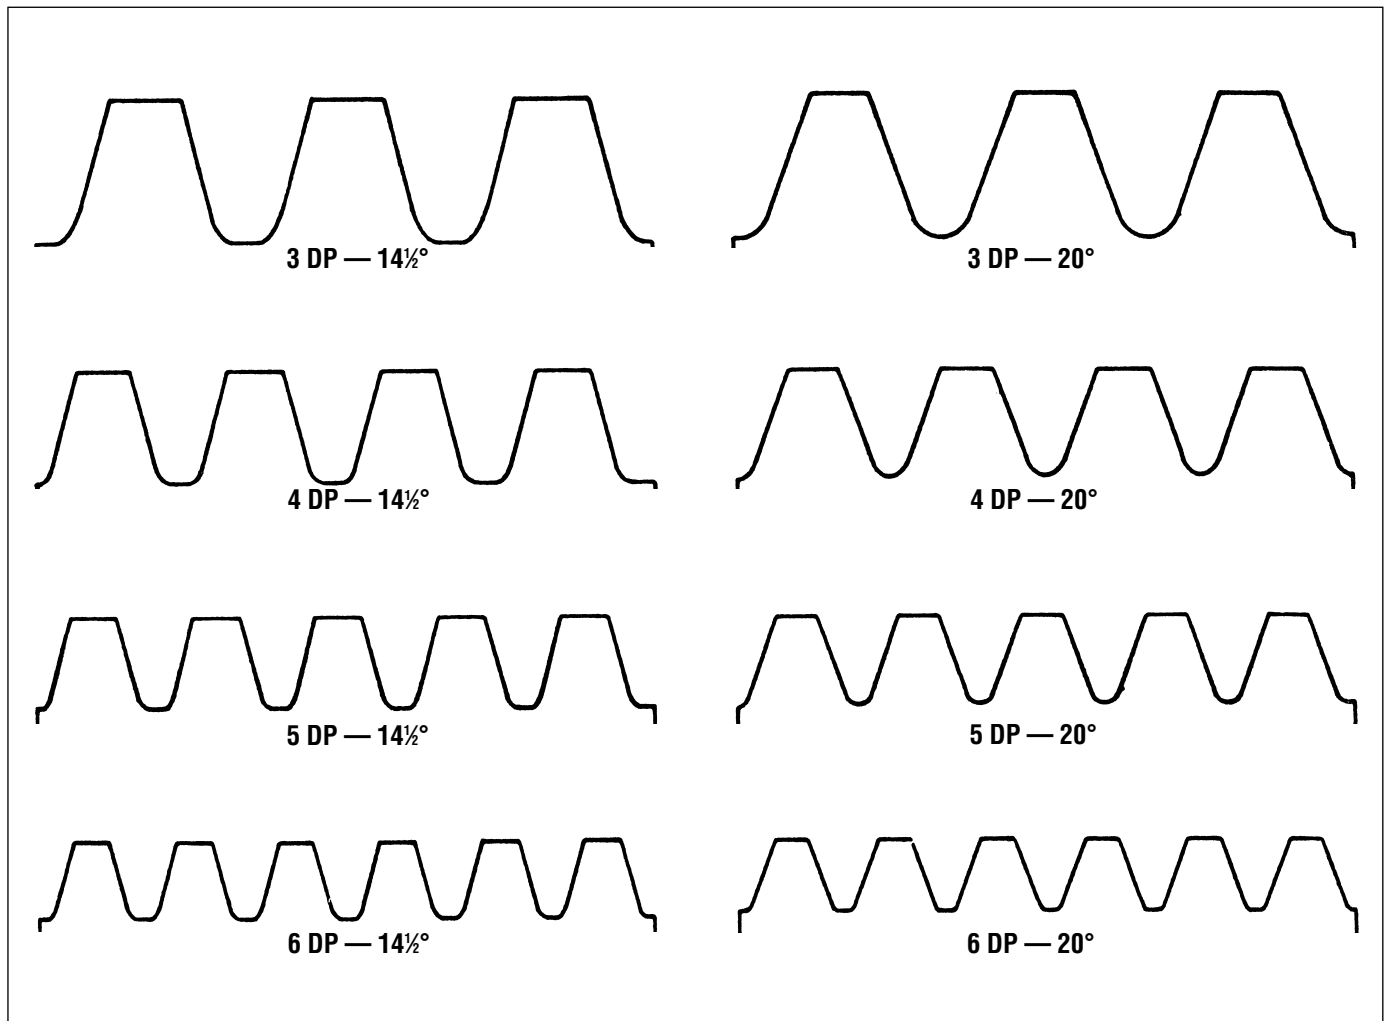 3 DP — 14½°
3 DP — 20°
4 DP — 14½°
4 DP — 20°
5 DP — 14½°
5 DP — 20°
6 DP — 14½°
6 DP — 20°